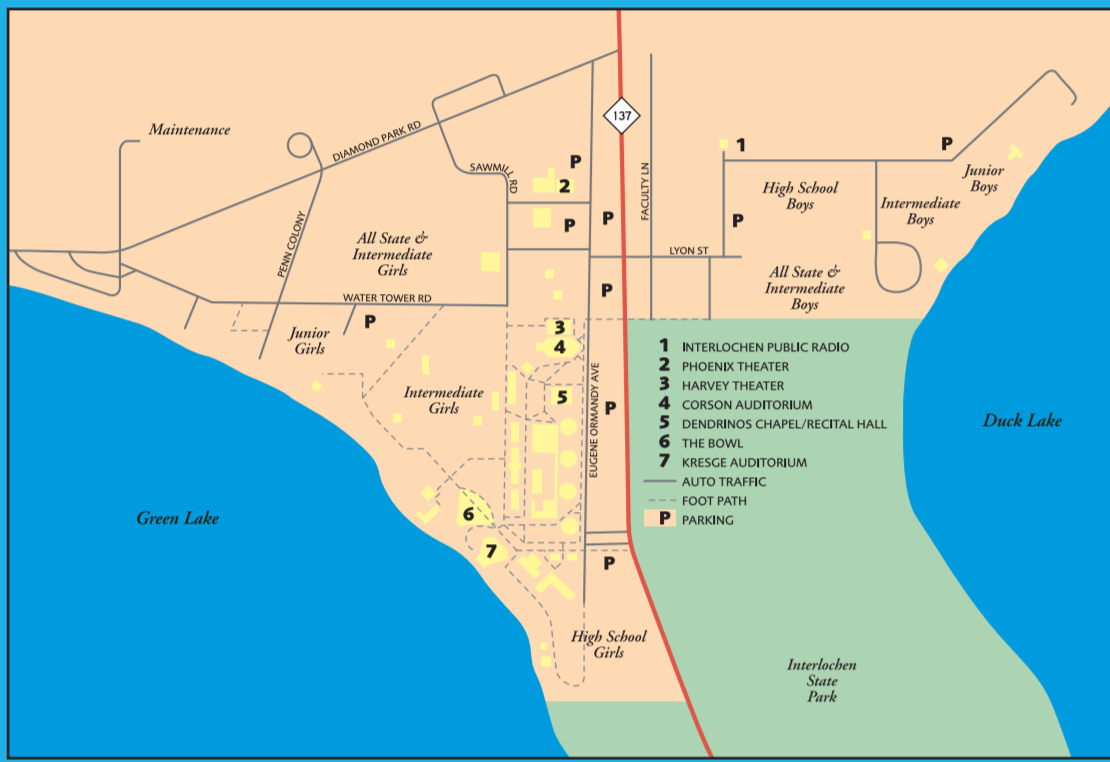 Maintenance
DIAMOND PARK RD
137
P
1
P
SAWMILL RD
2
FACULTY LN
High School
Boys
Junior
Boys
Intermediate
Boys
PENN COLONY
P
P
P
All State &
Intermediate
Girls
LYON ST
All State &
Intermediate
Boys
WATER TOWER RD
P
P
Junior
Girls
3
4
Intermediate
Girls
5
EUGENE ORMANDY AVE
P
1 INTERLOCHEN PUBLIC RADIO
2 PHOENIX THEATER
3 HARVEY THEATER
4 CORSON AUDITORIUM
5 DENDRINOS CHAPEL/RECITAL HALL
6 THE BOWL
7 KRESGE AUDITORIUM
AUTO TRAFFIC
FOOT PATH
P PARKING
Duck Lake
Green Lake
6
7
P
High School
Girls
Interlochen
State
Park